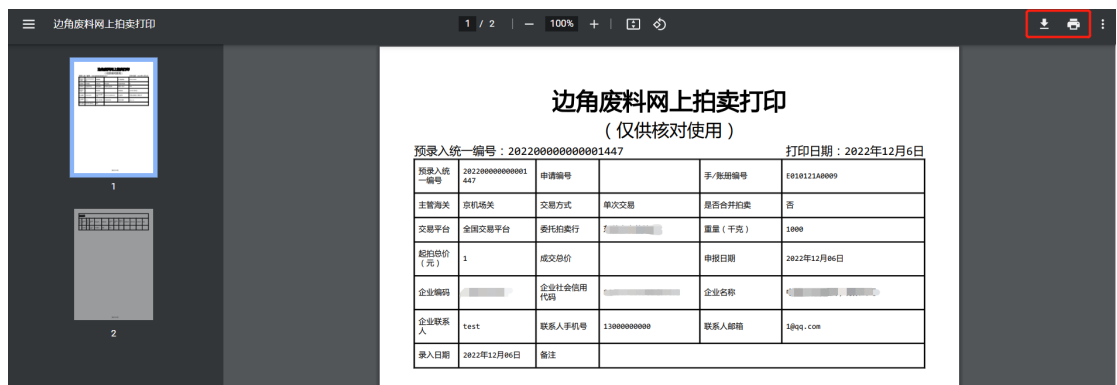 边角废料网上拍卖打印
1 / 2 | − 100% + |
1
2
边角废料网上拍卖打印
（仅供核对使用）
预录入统一编号：202200000000001447 打印日期：2022年12月6日
预录入统一编号 202200000000001447 申请编号 手/账册编号 E010121A0009
主管海关 京机场关 交易方式 单次交易 是否合并拍卖 否
交易平台 全国交易平台 委托拍卖行 重量（千克） 1000
起拍总价（元） 1 成交总价 申报日期 2022年12月06日
企业编码 企业社会信用代码 企业名称
企业联系人 test 联系人手机号 13000000000 联系人邮箱 1@qq.com
录入日期 2022年12月06日 备注